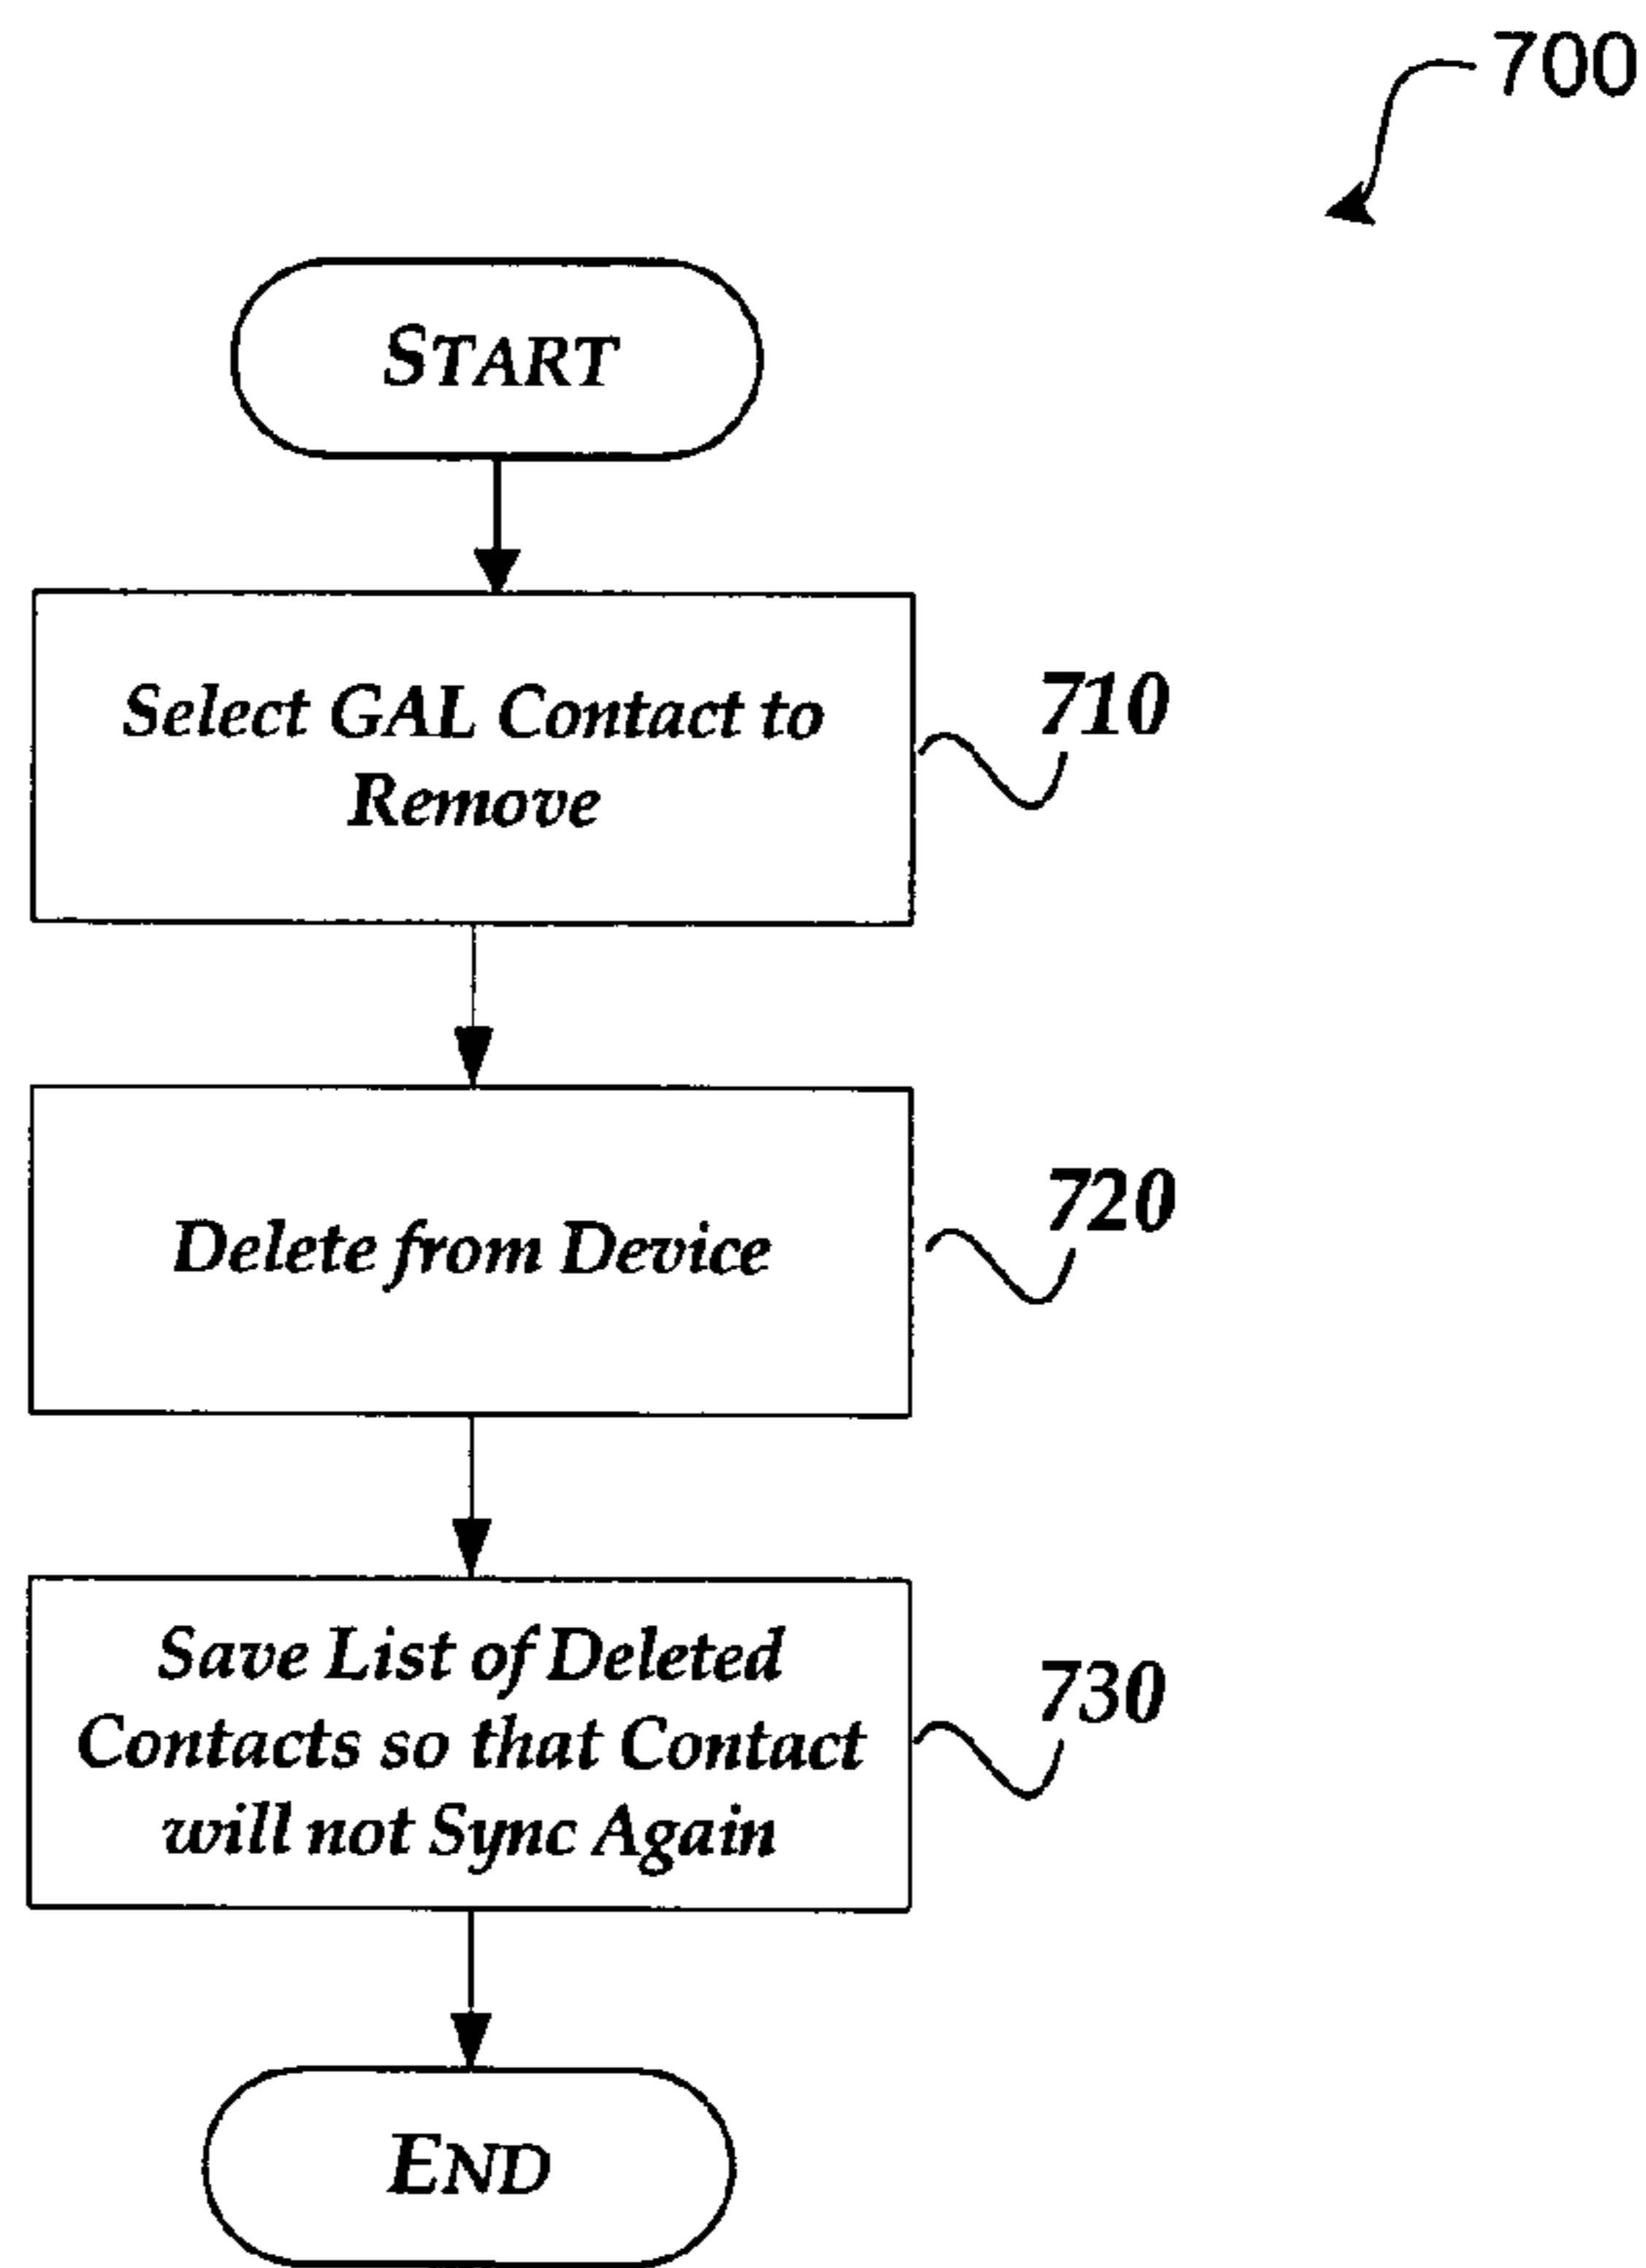 700
START
Select GAL Contact to
Remove
710
Delete from Device
720
Save List of Deleted
Contacts so that Contact
will not Sync Again
730
END